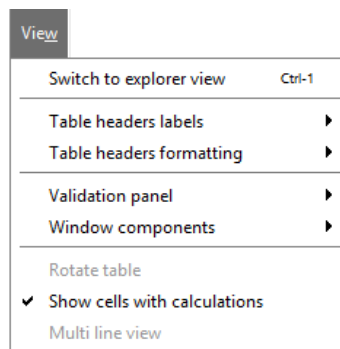 View
Switch to explorer view Ctrl-1
Table headers labels
Table headers formatting
Validation panel
Window components
Rotate table
Show cells with calculations
Multi line view